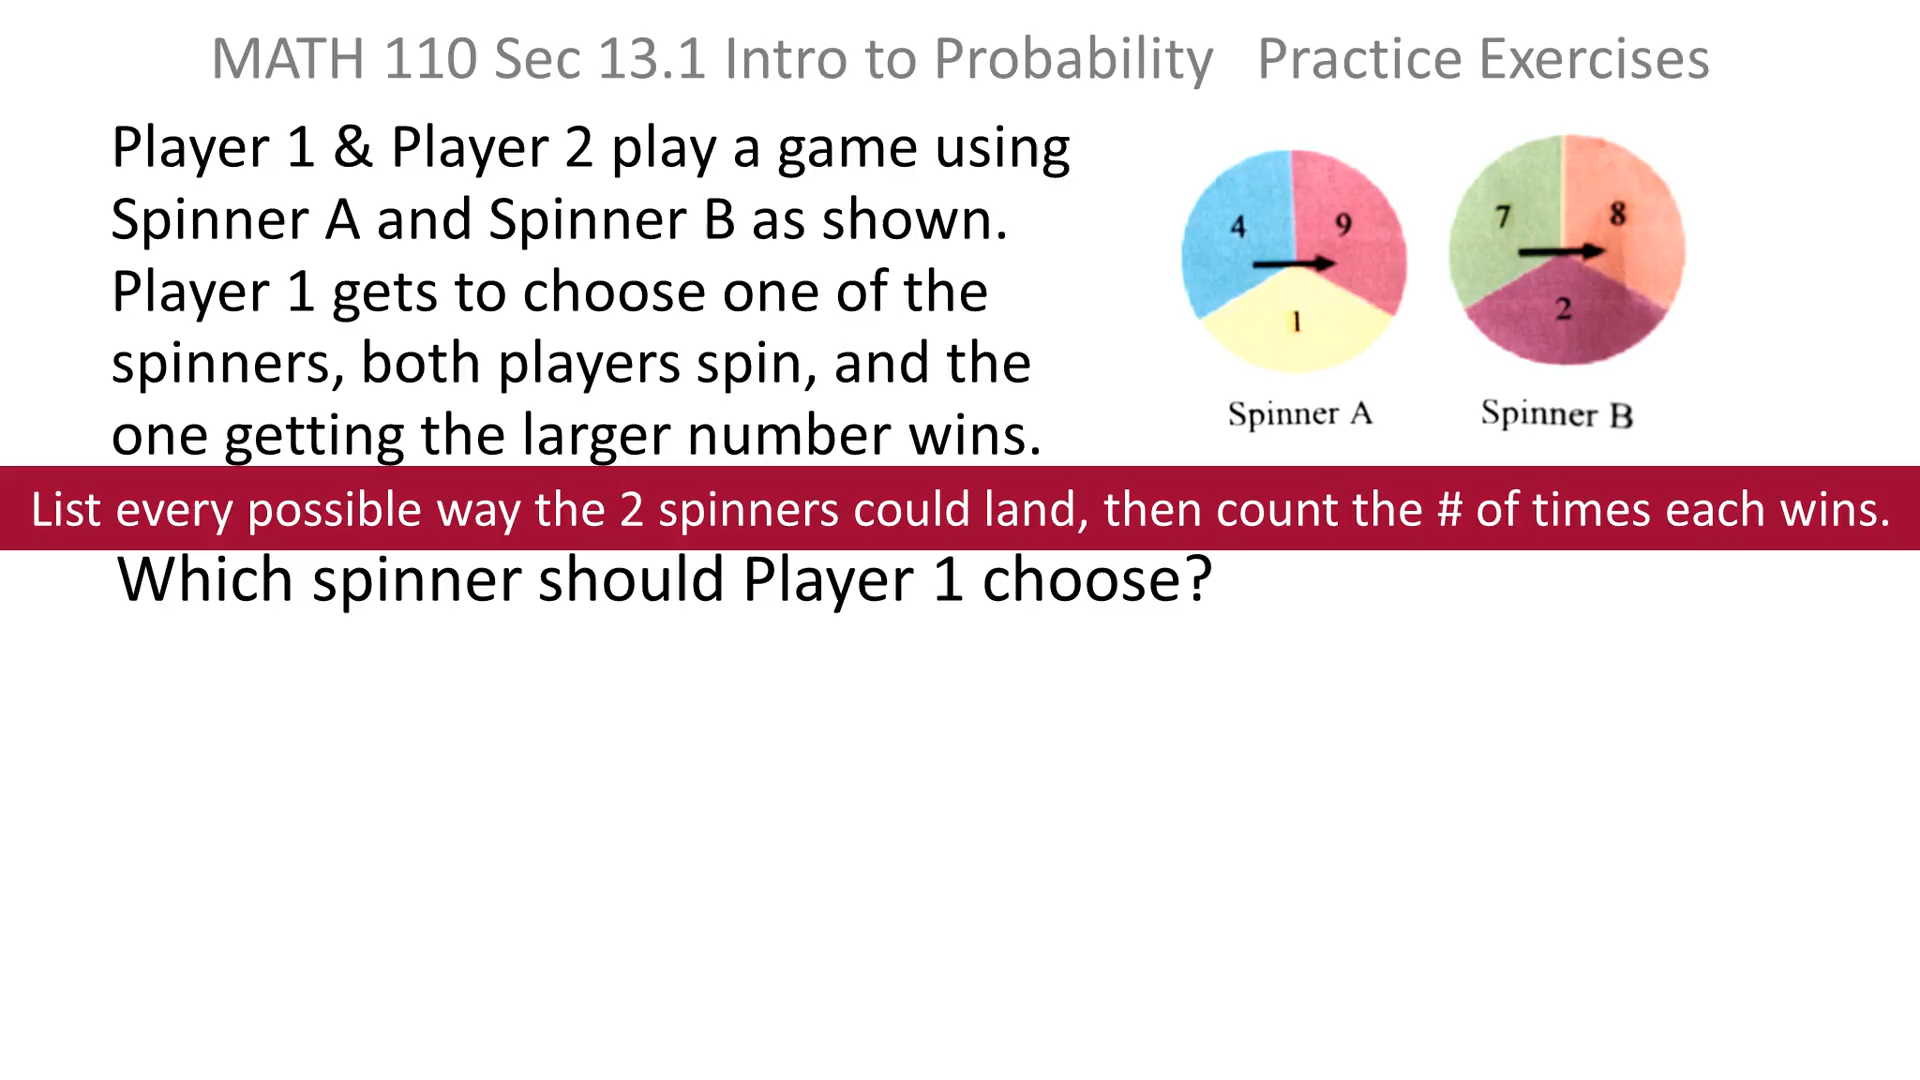 MATH 110 Sec 13.1 Intro to Probability Practice Exercises
Player 1 & Player 2 play a game using
Spinner A and Spinner B as shown.
Player 1 gets to choose one of the
spinners, both players spin, and the
one getting the larger number wins.
4 9
1
Spinner A
7 8
2
Spinner B
List every possible way the 2 spinners could land, then count the # of times each wins.
Which spinner should Player 1 choose?